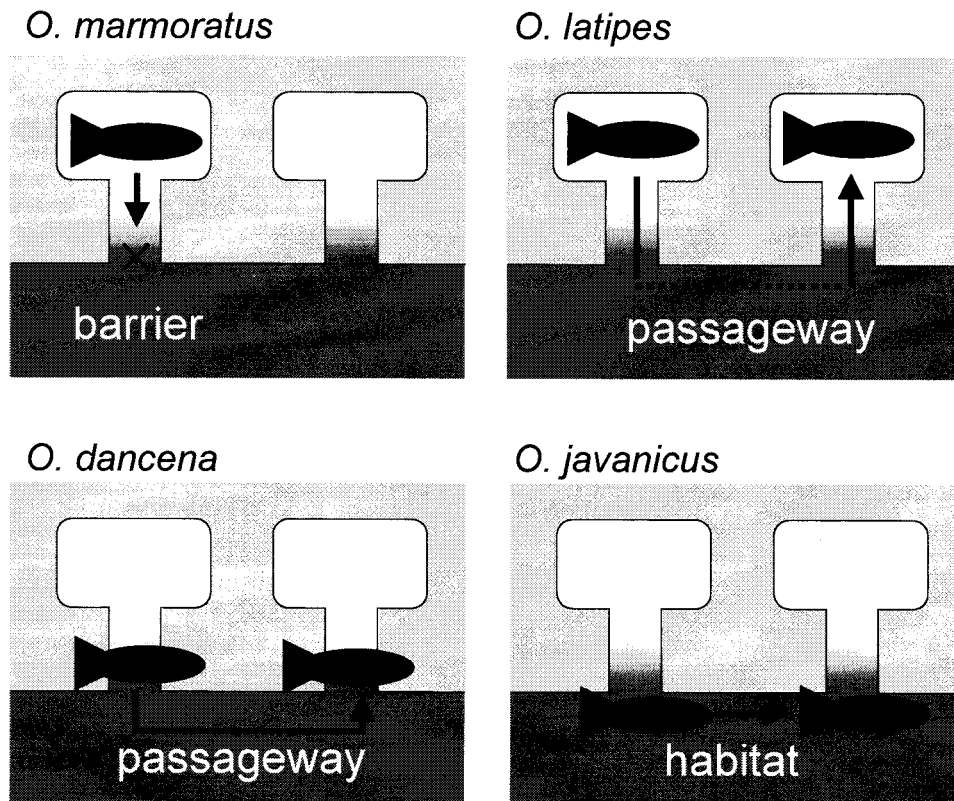 O. marmoratus
O. latipes
barrier
passageway
O. dancena
O. javanicus
passageway
habitat